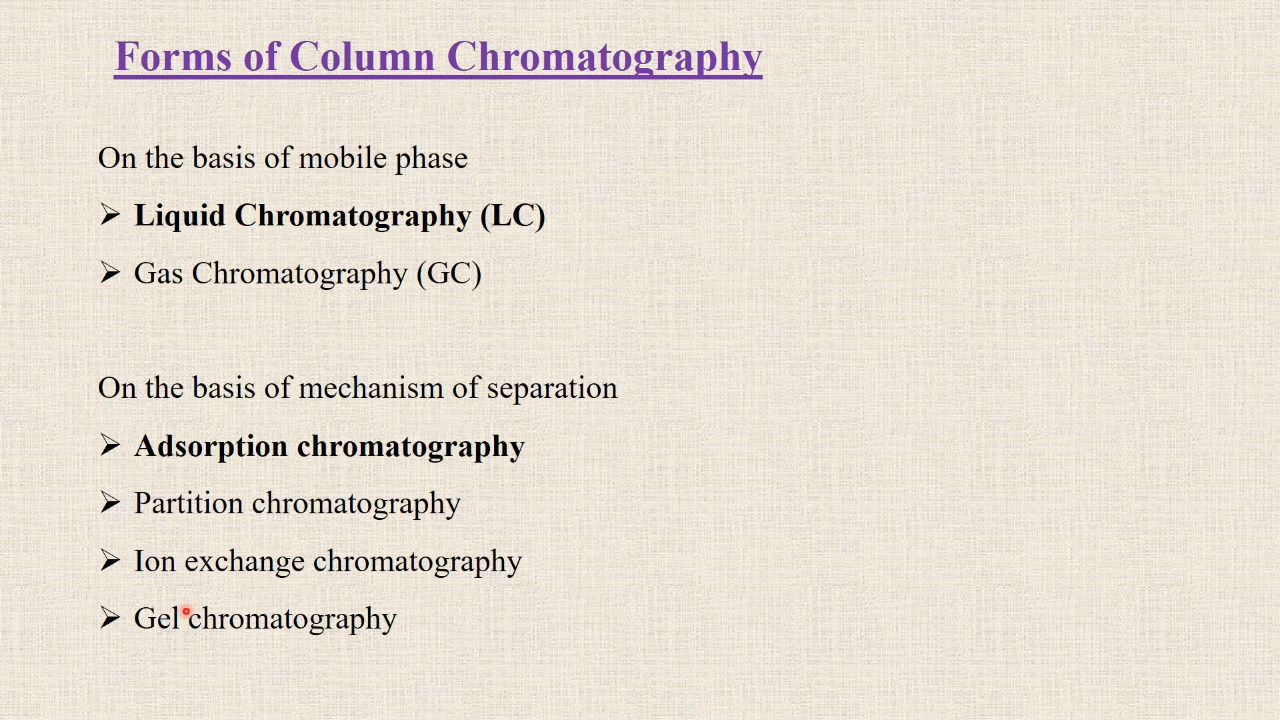 Forms of Column Chromatography
On the basis of mobile phase
➢ Liquid Chromatography (LC)
➢ Gas Chromatography (GC)
On the basis of mechanism of separation
➢ Adsorption chromatography
➢ Partition chromatography
➢ Ion exchange chromatography
➢ Gel chromatography